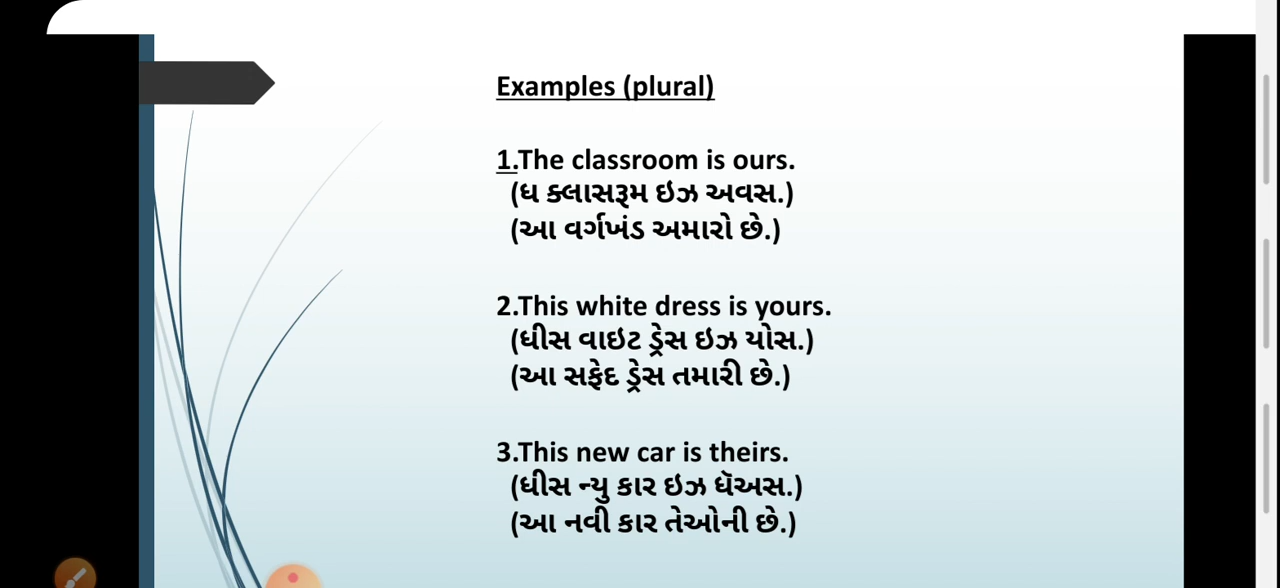 Examples (plural)
1.The classroom is ours.
(ધ ક્લાસરૂમ ઇઝ અવસ.)
(આ વર્ગખંડ અમારો છે.)
2.This white dress is yours.
(ધીસ વાઇટ ડ્રેસ ઇઝ યોસ.)
(આ સફેદ ડ્રેસ તમારી છે.)
3.This new car is theirs.
(ધીસ ન્યુ કાર ઇઝ ધૅઅસ.)
(આ નવી કાર તેઓની છે.)